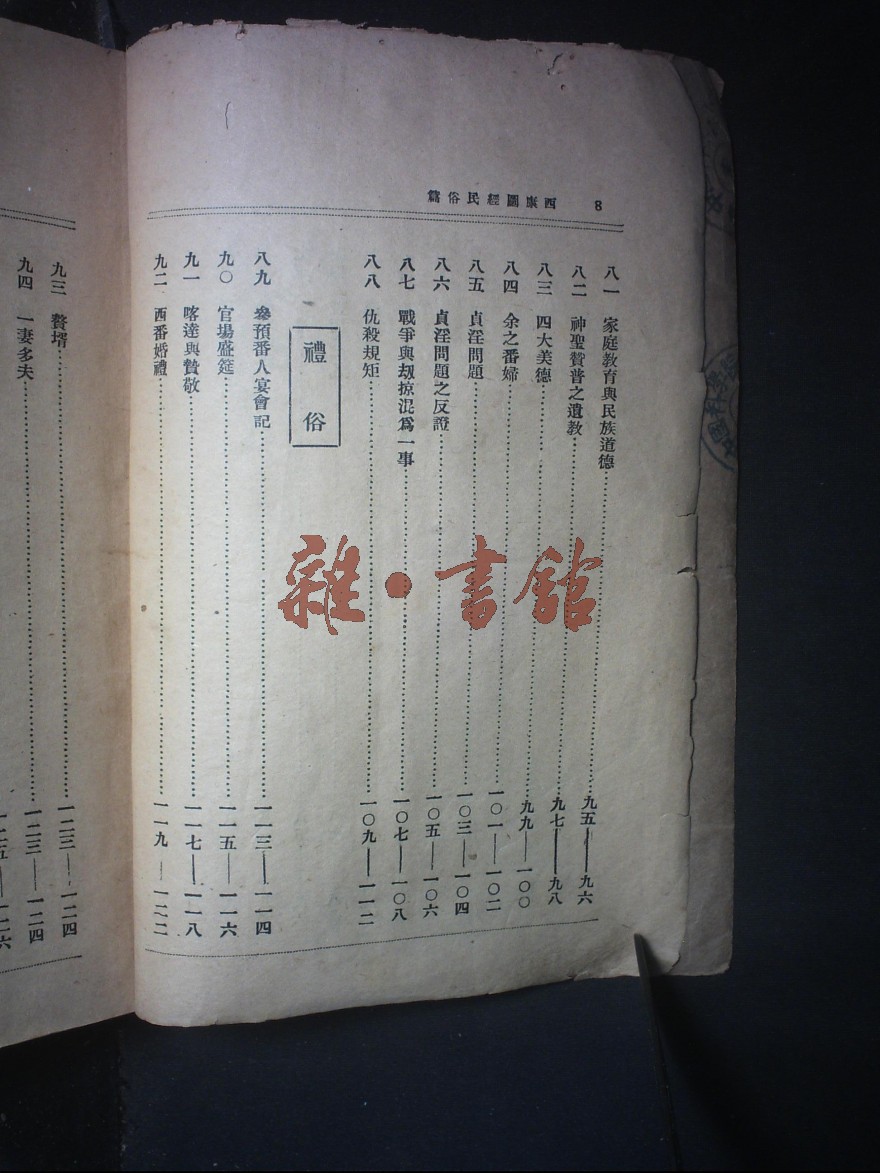 8 西康圖經民俗篇
八一 家庭教育與民族道德……九五——九六
八二 神聖贊普之遺教……九七——九八
八三 四大美德……九九——一〇〇
八四 余之番婦……一〇一——一〇二
八五 貞淫問題……一〇三——一〇四
八六 貞淫問題之反證……一〇五——一〇六
八七 戰爭與刼掠混爲一事……一〇七——一〇八
八八 仇殺規矩……一〇九——一一二
禮俗
八九 參預番人宴會記……一一三——一一四
九〇 官場盛筵……一一五——一一六
九一 喀達與贄敬……一一七——一一八
九二 西番婚禮……一一九——一二二
九三 贅壻……一二三——一二四
九四 一妻多夫……一二三——一二四
雜·書館